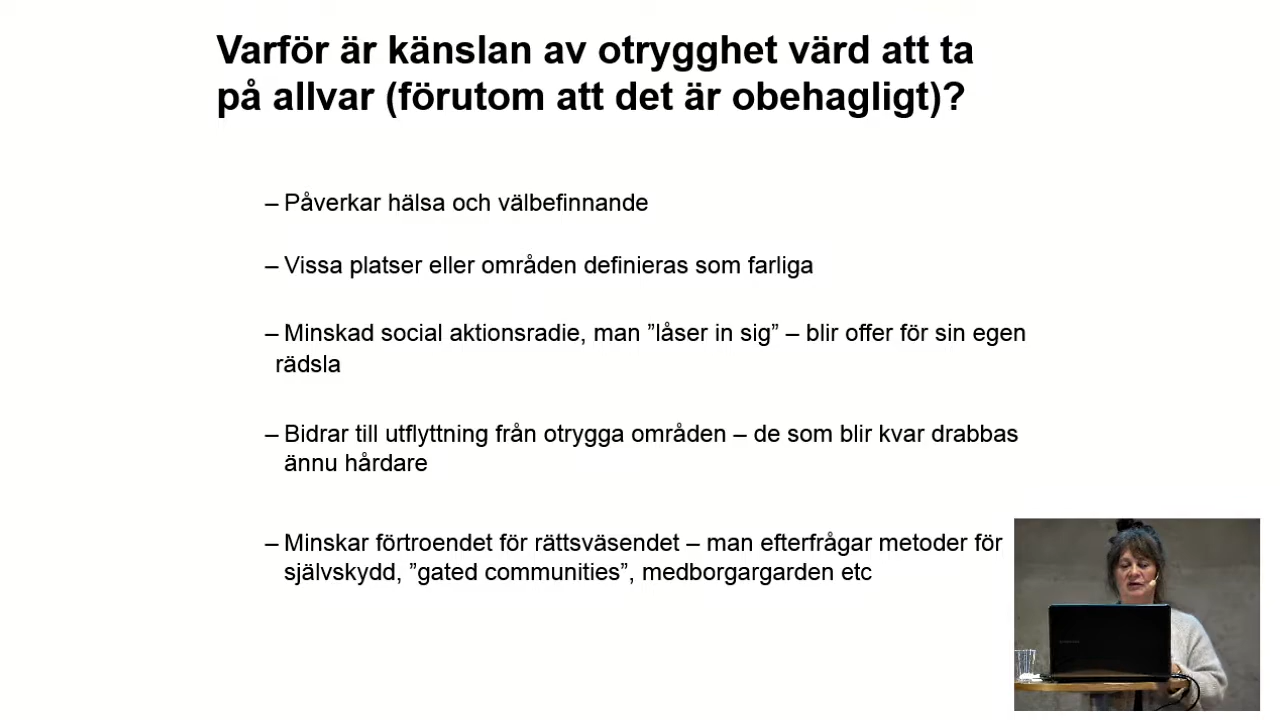 Varför är känslan av otrygghet värd att ta
på allvar (förutom att det är obehagligt)?
– Påverkar hälsa och välbefinnande
– Vissa platser eller områden definieras som farliga
– Minskad social aktionsradie, man ”låser in sig” – blir offer för sin egen
rädsla
– Bidrar till utflyttning från otrygga områden – de som blir kvar drabbas
ännu hårdare
– Minskar förtroendet för rättsväsendet – man efterfrågar metoder för
självskydd, ”gated communities”, medborgargarden etc